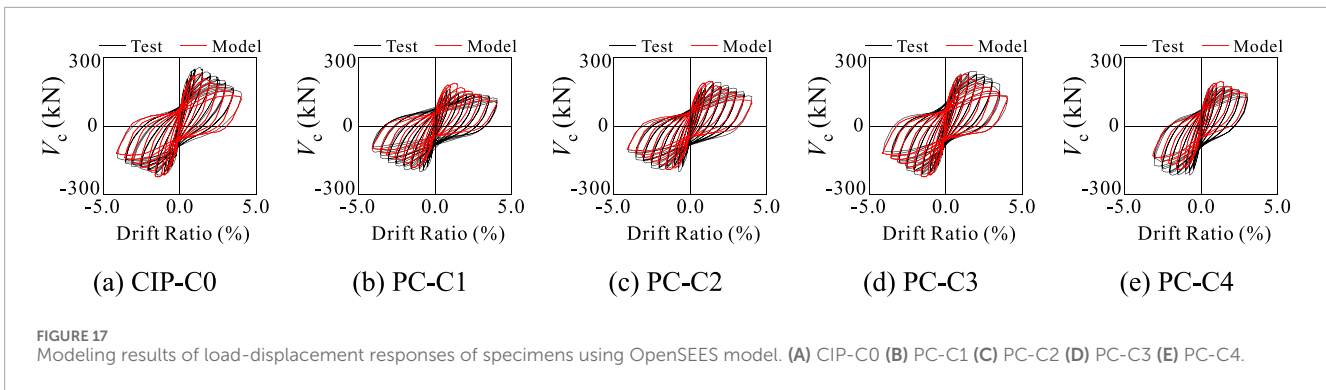 Test Model
300
0
-300
V_c (kN)
-5.0 0.0 5.0
Drift Ratio (%)
(a) CIP-C0
Test Model
300
0
-300
V_c (kN)
-5.0 0.0 5.0
Drift Ratio (%)
(b) PC-C1
Test Model
300
0
-300
V_c (kN)
-5.0 0.0 5.0
Drift Ratio (%)
(c) PC-C2
Test Model
300
0
-300
V_c (kN)
-5.0 0.0 5.0
Drift Ratio (%)
(d) PC-C3
Test Model
300
0
-300
V_c (kN)
-5.0 0.0 5.0
Drift Ratio (%)
(e) PC-C4
FIGURE 17
Modeling results of load-displacement responses of specimens using OpenSEES model. (A) CIP-C0 (B) PC-C1 (C) PC-C2 (D) PC-C3 (E) PC-C4.